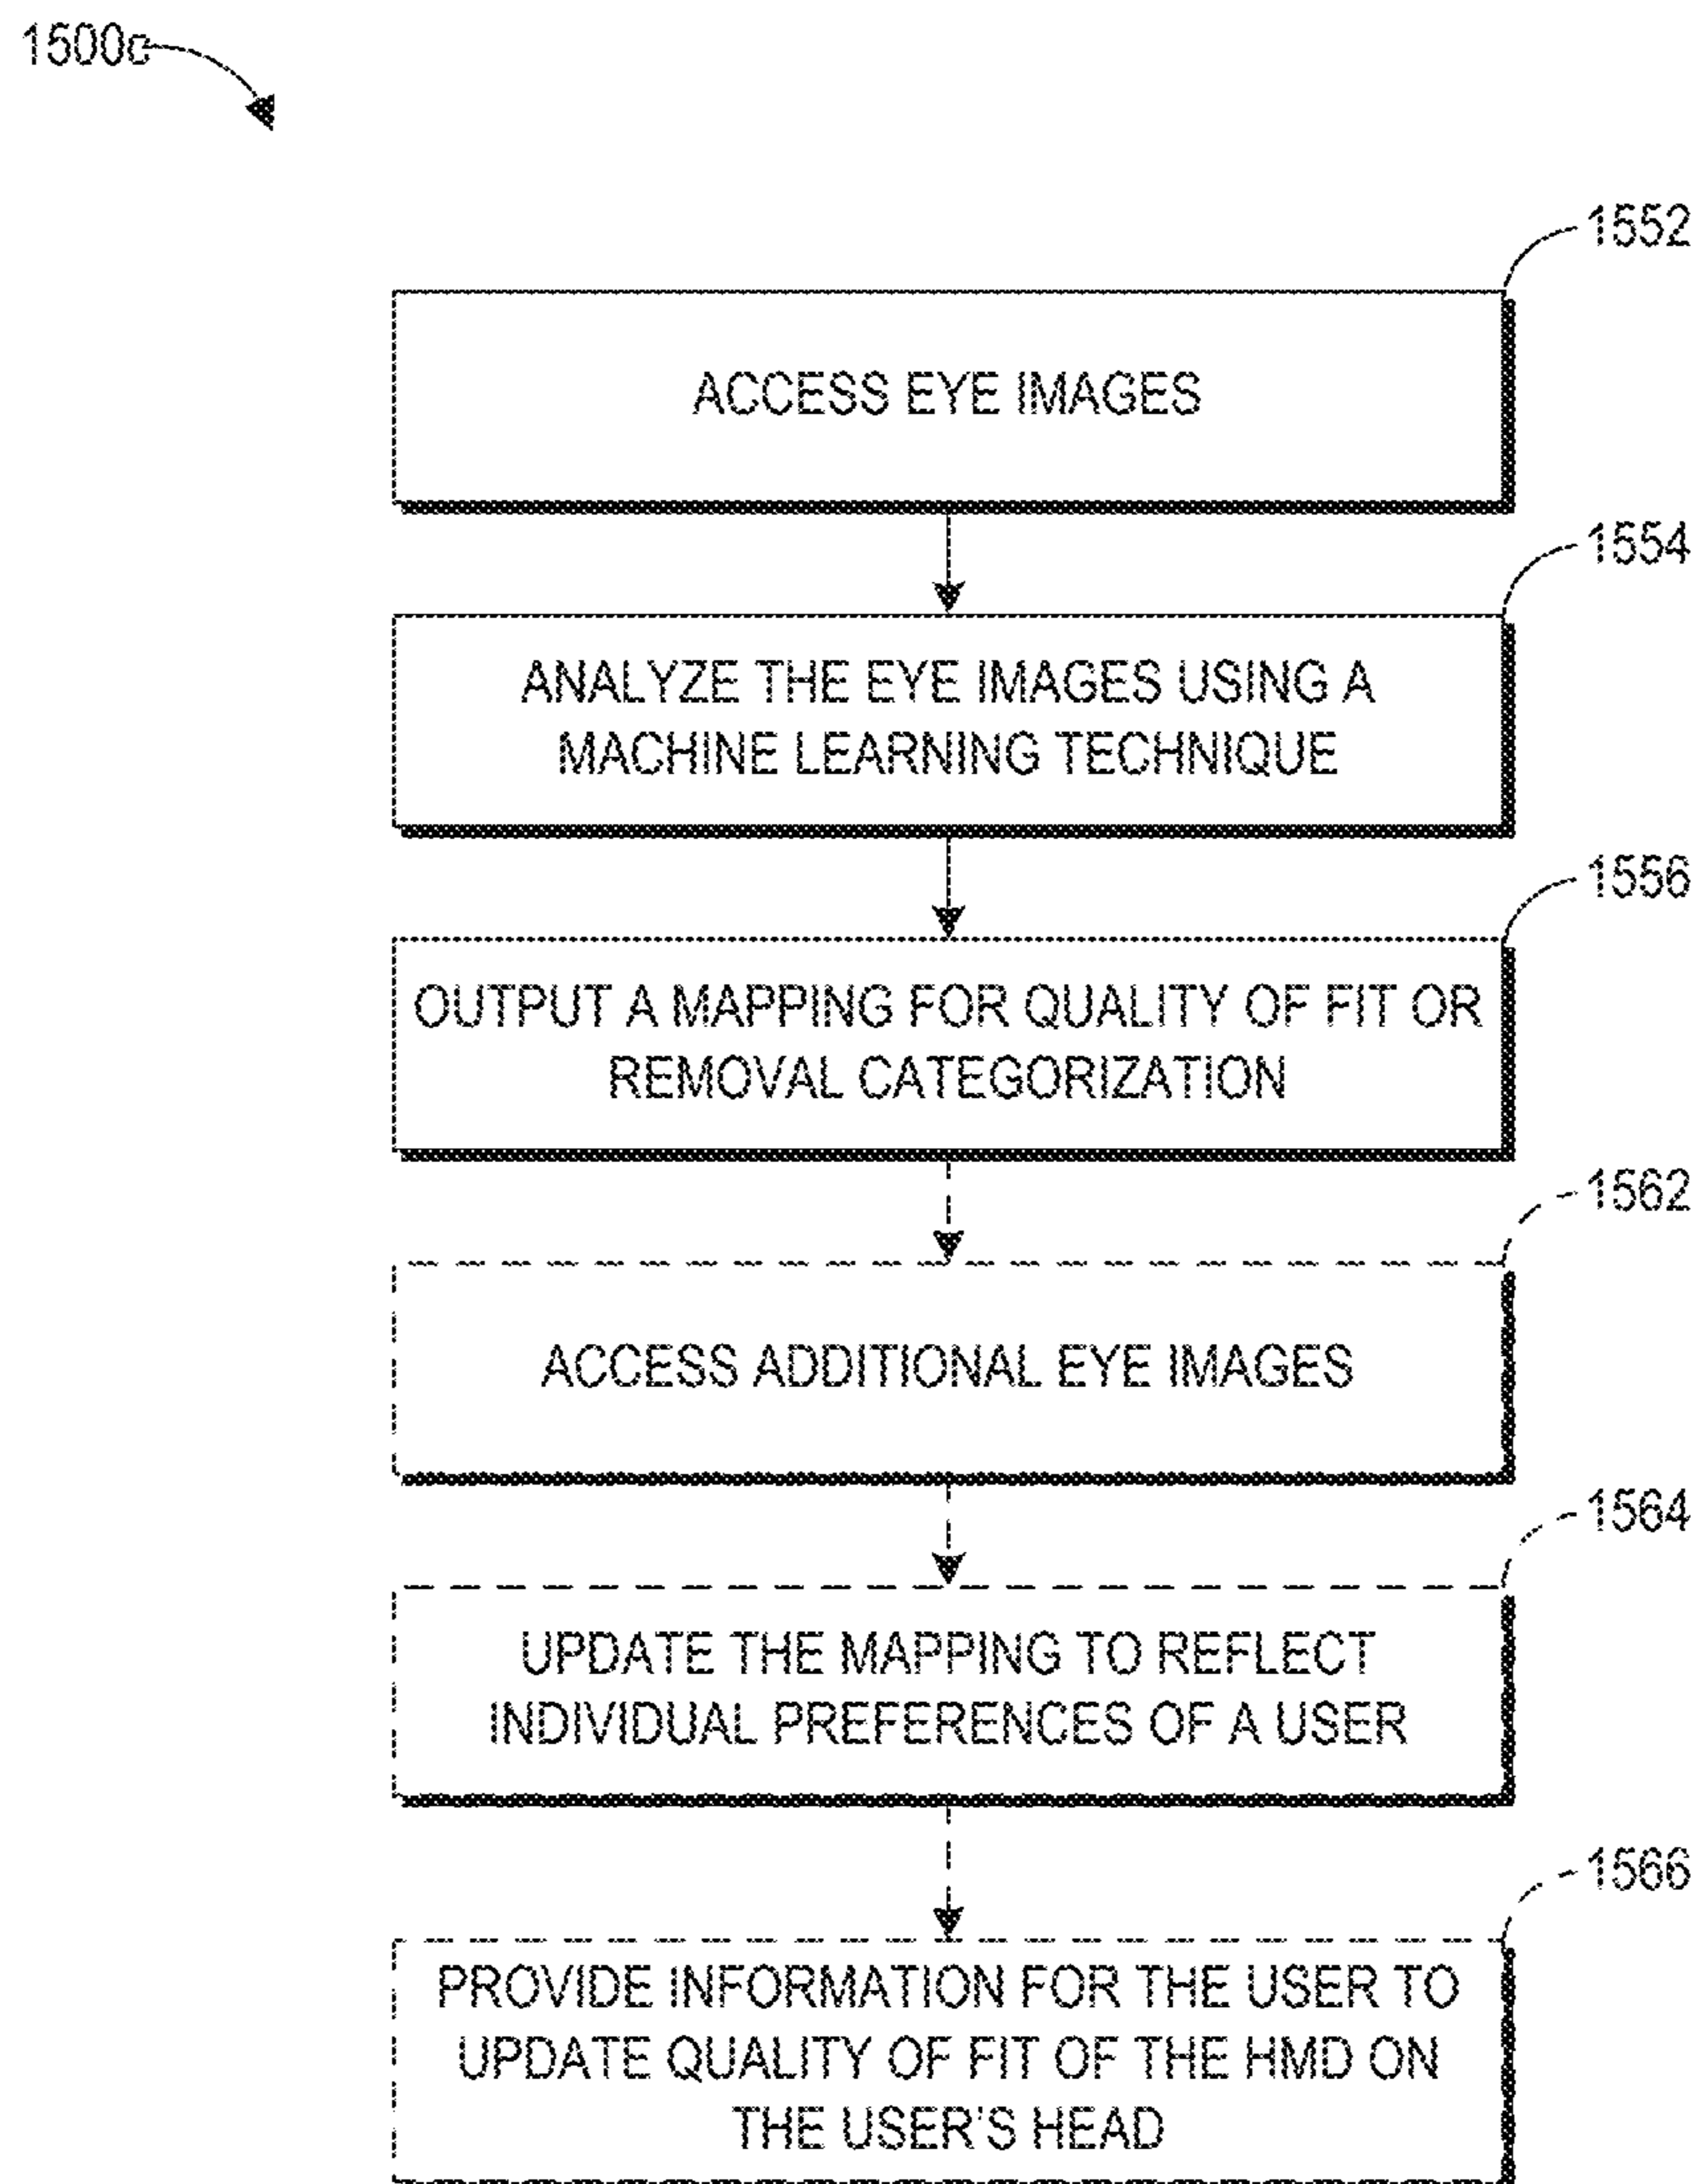 1500c
1552
ACCESS EYE IMAGES
1554
ANALYZE THE EYE IMAGES USING A
MACHINE LEARNING TECHNIQUE
1556
OUTPUT A MAPPING FOR QUALITY OF FIT OR
REMOVAL CATEGORIZATION
1562
ACCESS ADDITIONAL EYE IMAGES
1564
UPDATE THE MAPPING TO REFLECT
INDIVIDUAL PREFERENCES OF A USER
1566
PROVIDE INFORMATION FOR THE USER TO
UPDATE QUALITY OF FIT OF THE HMD ON
THE USER'S HEAD